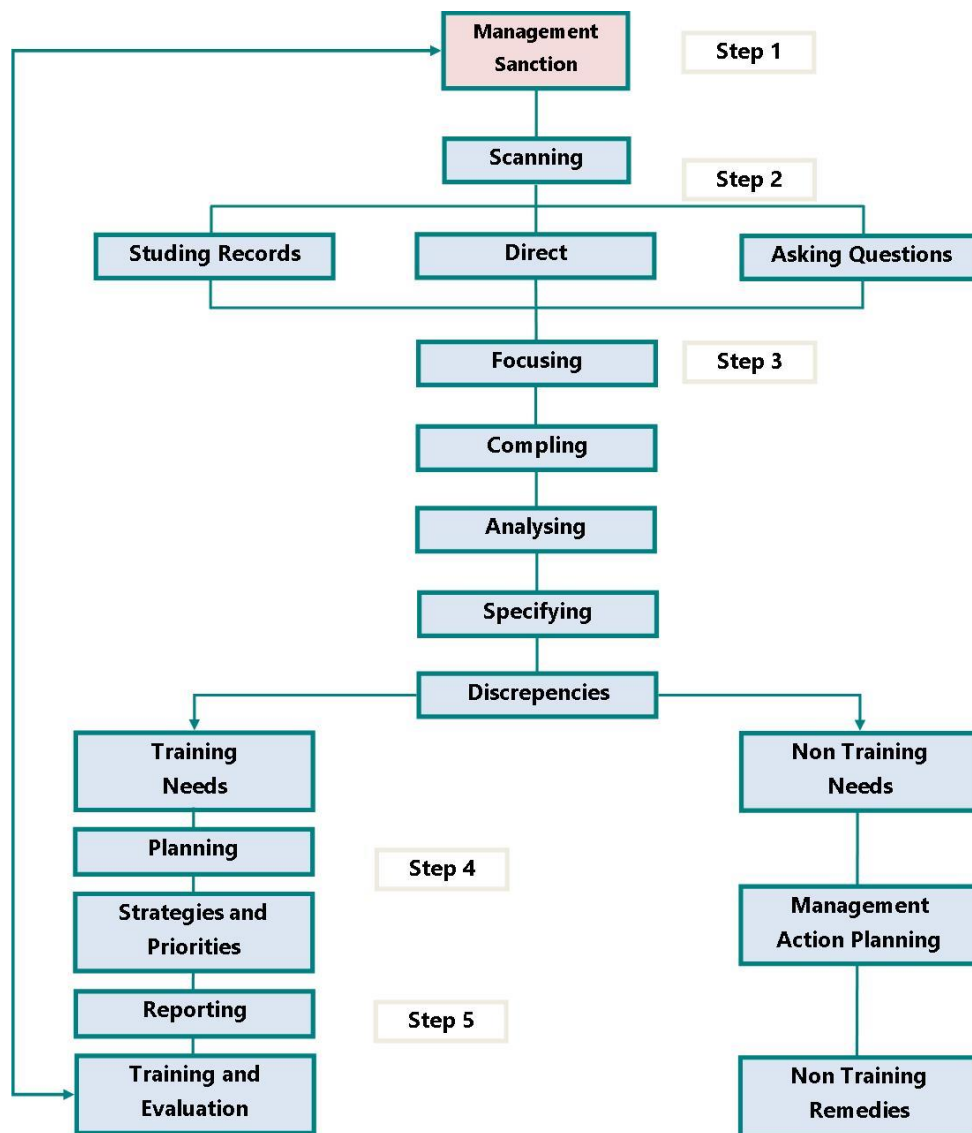 Management
Sanction
Step 1
Scanning
Step 2
Studing Records
Direct
Asking Questions
Focusing
Step 3
Compling
Analysing
Specifying
Discrepencies
Training
Needs
Non Training
Needs
Planning
Step 4
Strategies and
Priorities
Management
Action Planning
Reporting
Step 5
Training and
Evaluation
Non Training
Remedies